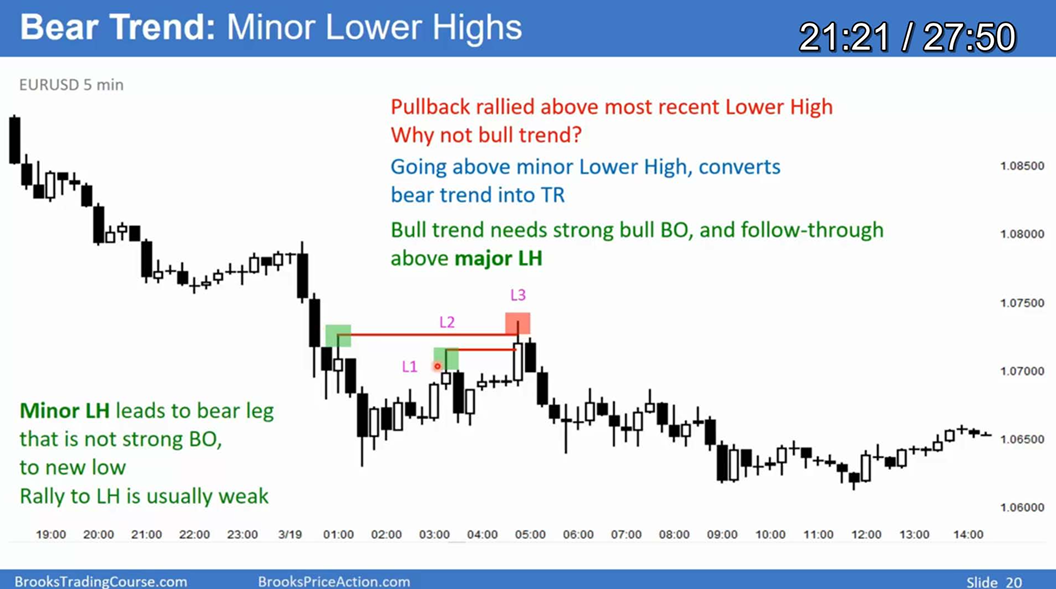 Bear Trend: Minor Lower Highs
21:21 / 27:50
EURUSD 5 min
Pullback rallied above most recent Lower High
Why not bull trend?
Going above minor Lower High, converts
bear trend into TR
Bull trend needs strong bull BO, and follow-through
above major LH
L3
L2
L1
Minor LH leads to bear leg
that is not strong BO,
to new low
Rally to LH is usually weak
1.08500
1.08000
1.07500
1.07000
1.06500
1.06000
19:00 20:00 21:00 22:00 23:00 3/19 01:00 02:00 03:00 04:00 05:00 06:00 07:00 08:00 09:00 10:00 11:00 12:00 13:00 14:00
BrooksTradingCourse.com BrooksPriceAction.com Slide 20